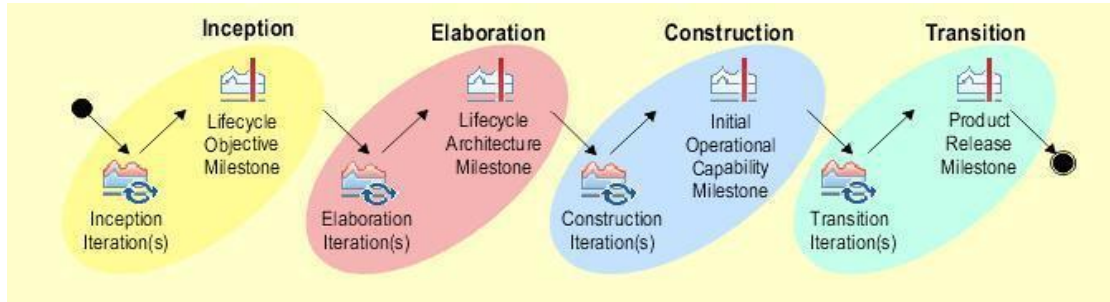 Inception
Lifecycle
Objective
Milestone
Inception
Iteration(s)
Elaboration
Lifecycle
Architecture
Milestone
Elaboration
Iteration(s)
Construction
Initial
Operational
Capability
Milestone
Construction
Iteration(s)
Transition
Product
Release
Milestone
Transition
Iteration(s)